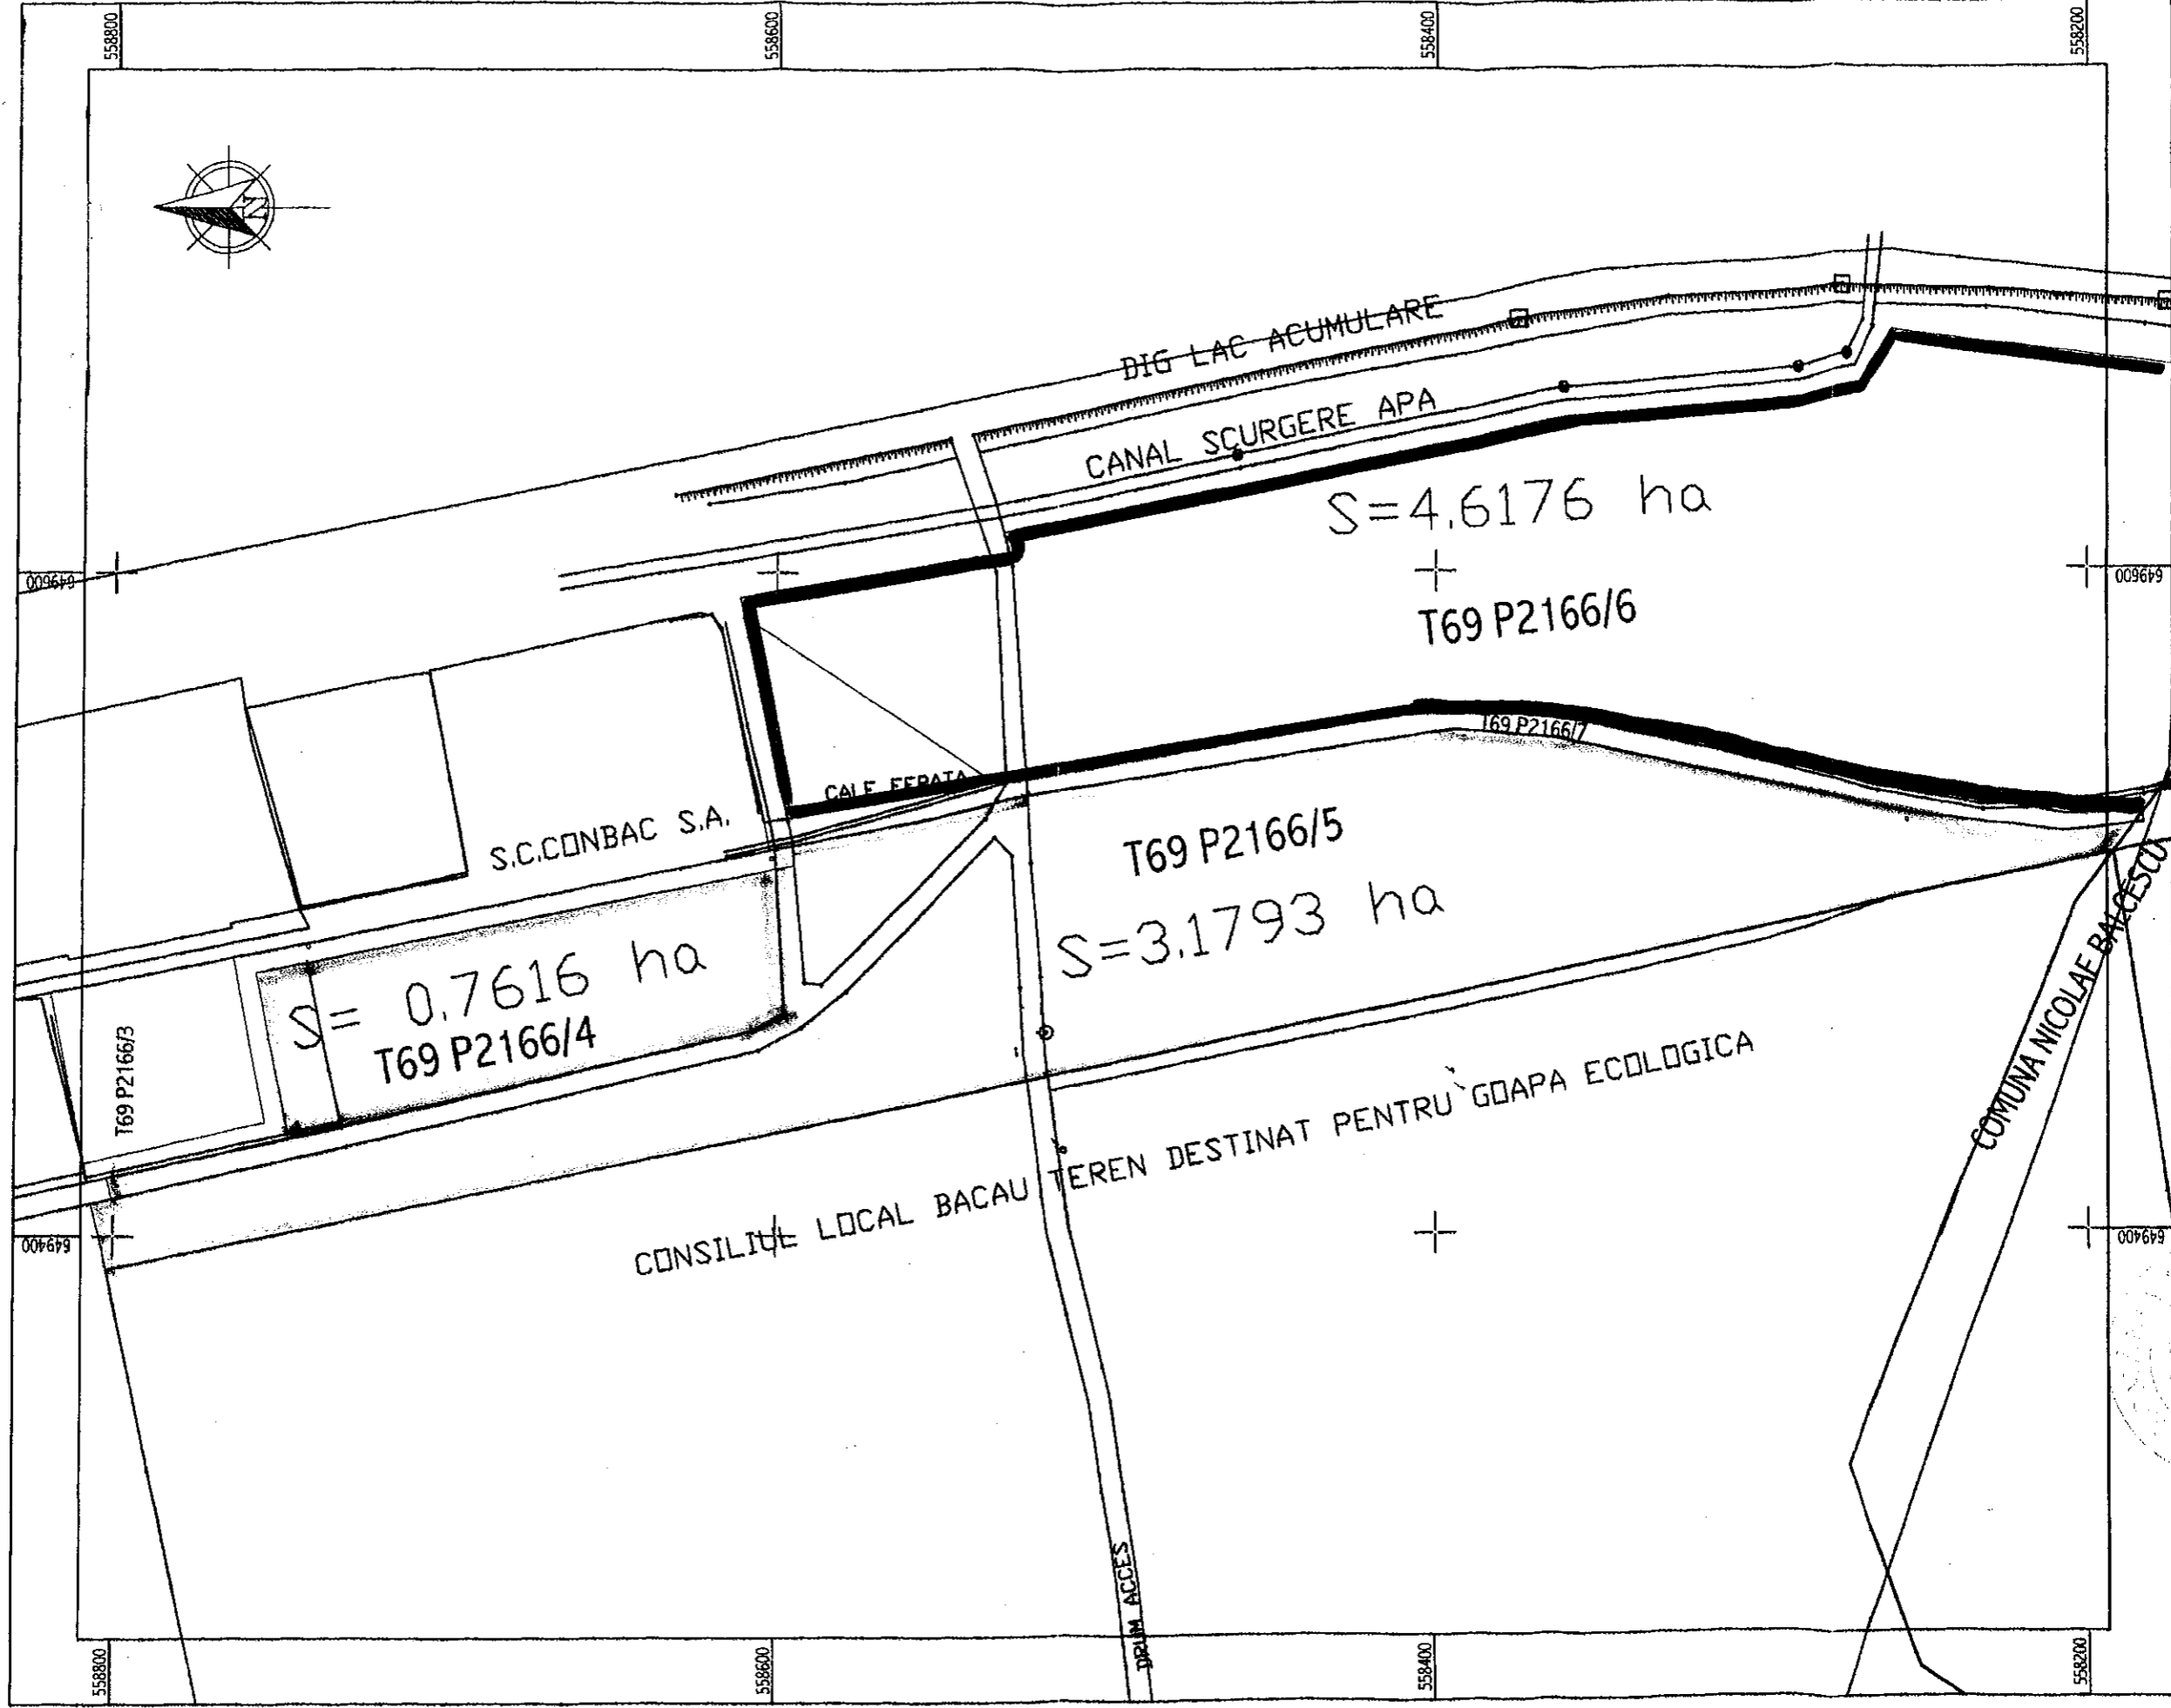 558800
558600
558400
558200
N
DIG LAC ACUMULARE
CANAL SCURGERE APA
S=4.6176 ha
649600
649600
T69 P2166/6
T69 P2166/7
CALE FERATA
S.C.CONBAC S.A.
T69 P2166/5
S=3.1793 ha
S= 0.7616 ha
T69 P2166/4
T69 P2166/3
COMUNA NICOLAE BALCESCU
CONSILIUL LOCAL BACAU TEREN DESTINAT PENTRU GOAPA ECOLOGICA
649400
649400
DRUM ACCES
558800
558600
558400
558200